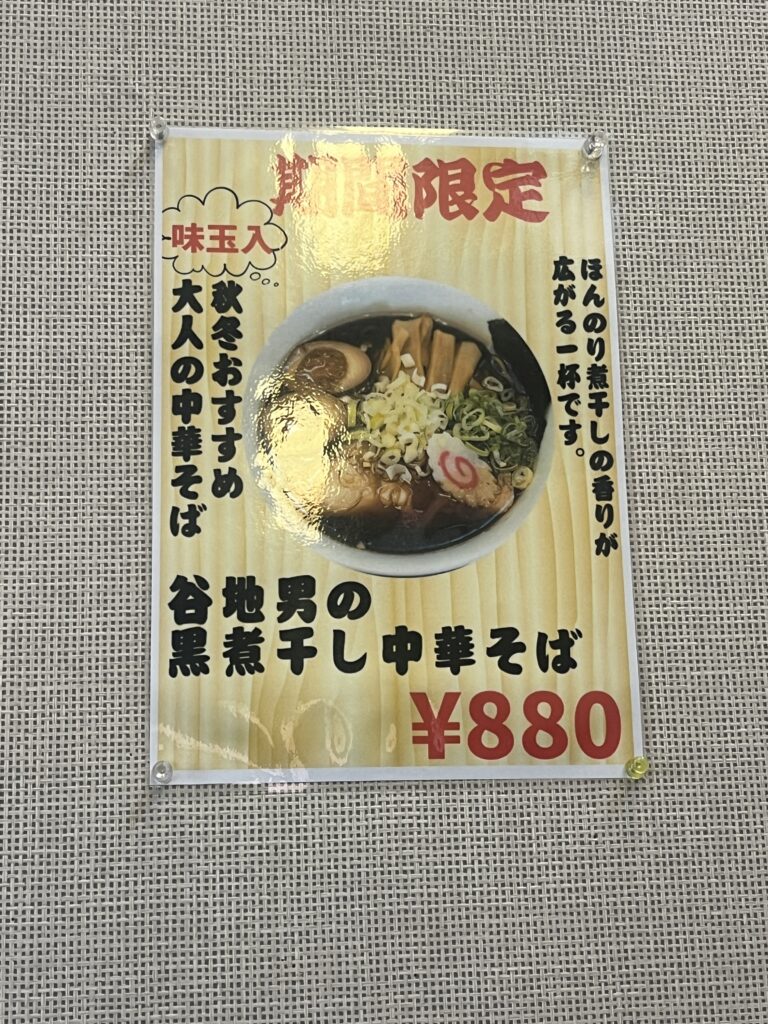 期間限定
味玉入
ほんのり煮干しの香りが
広がる一杯です。
秋冬おすすめ
大人の中華そば
谷地男の
黒煮干し中華そば
¥880